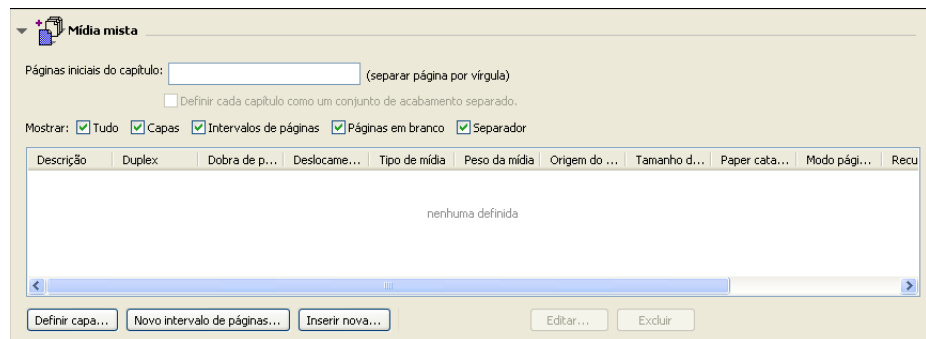 Mídia mista
Páginas iniciais do capítulo: (separar página por vírgula)
Definir cada capítulo como um conjunto de acabamento separado.
Mostrar: Tudo Capas Intervalos de páginas Páginas em branco Separador
Descrição Duplex Dobra de p... Deslocame... Tipo de mídia Peso da mídia Origem do ... Tamanho d... Paper cata... Modo pági... Recu
nenhuma definida
Definir capa... Novo intervalo de páginas... Inserir nova... Editar... Excluir